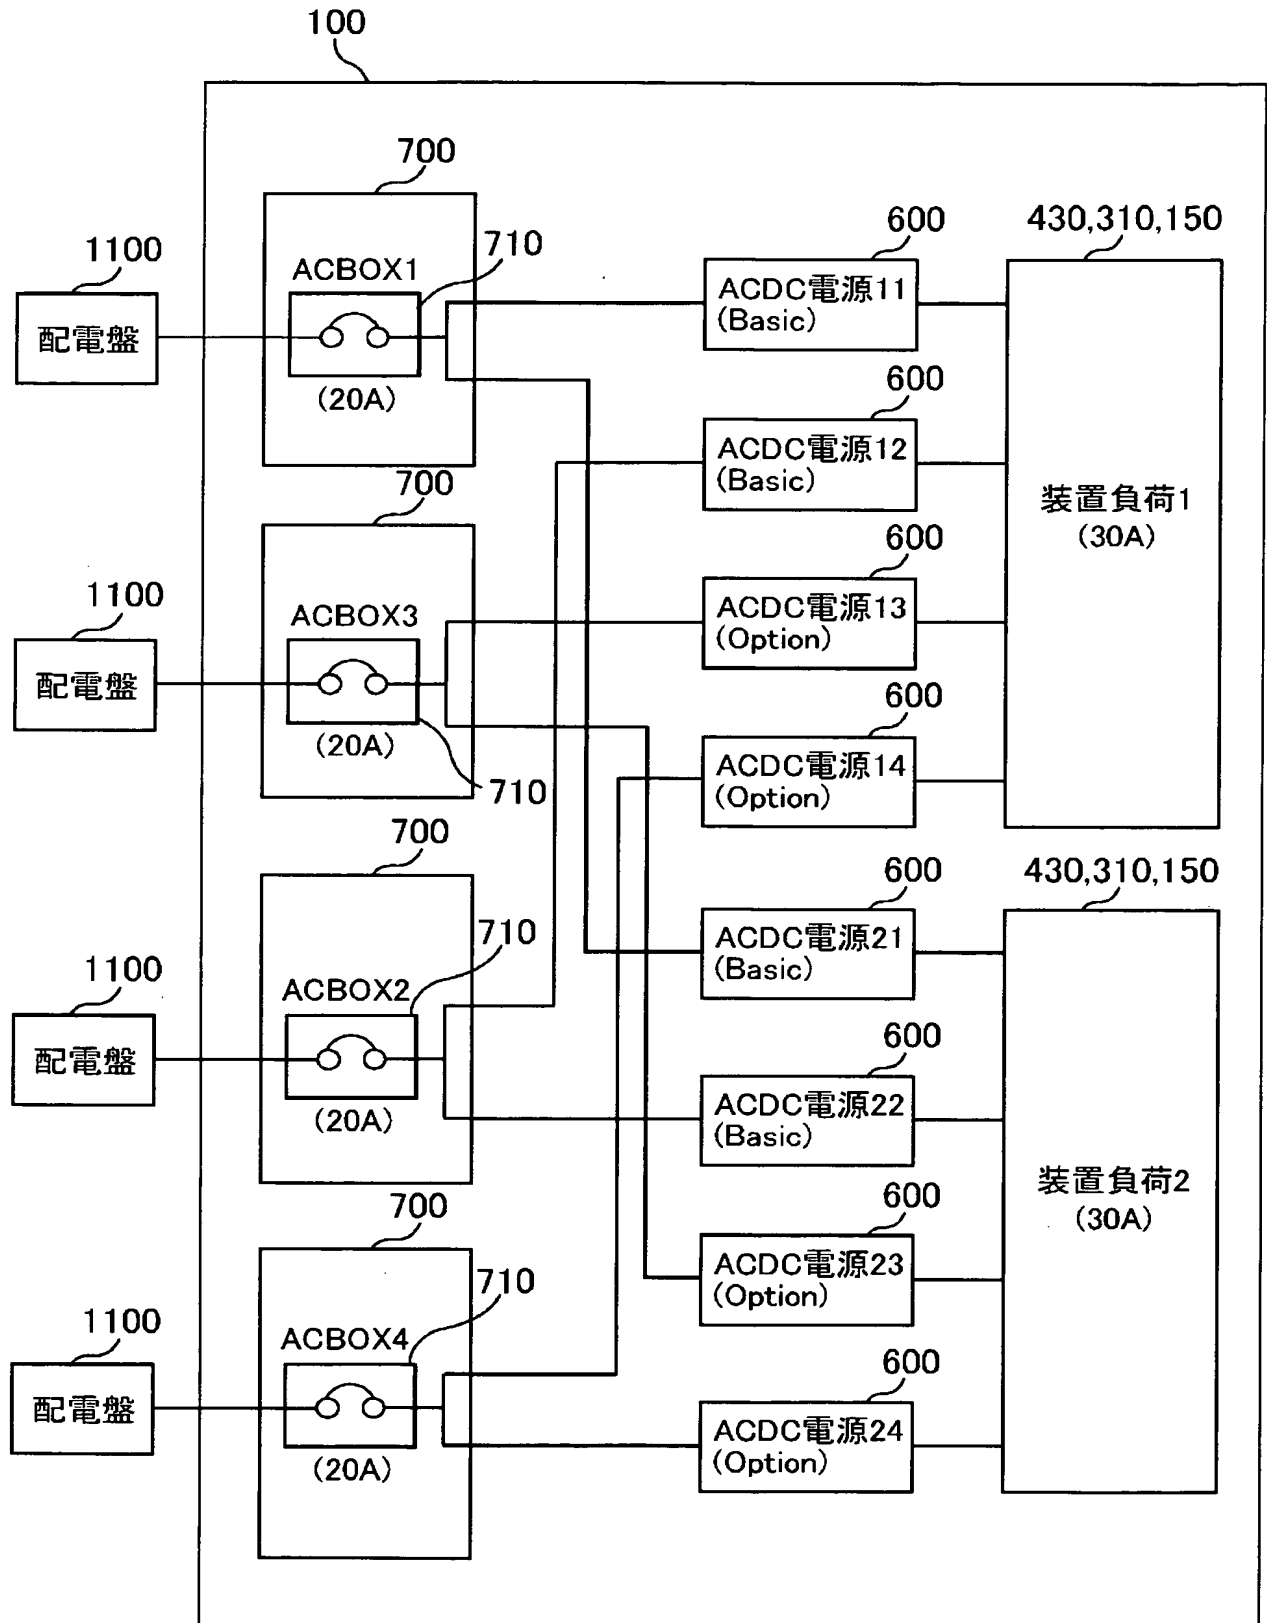 100
700
1100
ACBOX1
710
配電盤
(20A)
600
ACDC電源11
(Basic)
430,310,150
600
ACDC電源12
(Basic)
装置負荷1
(30A)
700
1100
ACBOX3
配電盤
(20A)
710
600
ACDC電源13
(Option)
600
ACDC電源14
(Option)
700
1100
ACBOX2
710
配電盤
(20A)
600
ACDC電源21
(Basic)
430,310,150
600
ACDC電源22
(Basic)
装置負荷2
(30A)
700
1100
ACBOX4
710
配電盤
(20A)
600
ACDC電源23
(Option)
600
ACDC電源24
(Option)